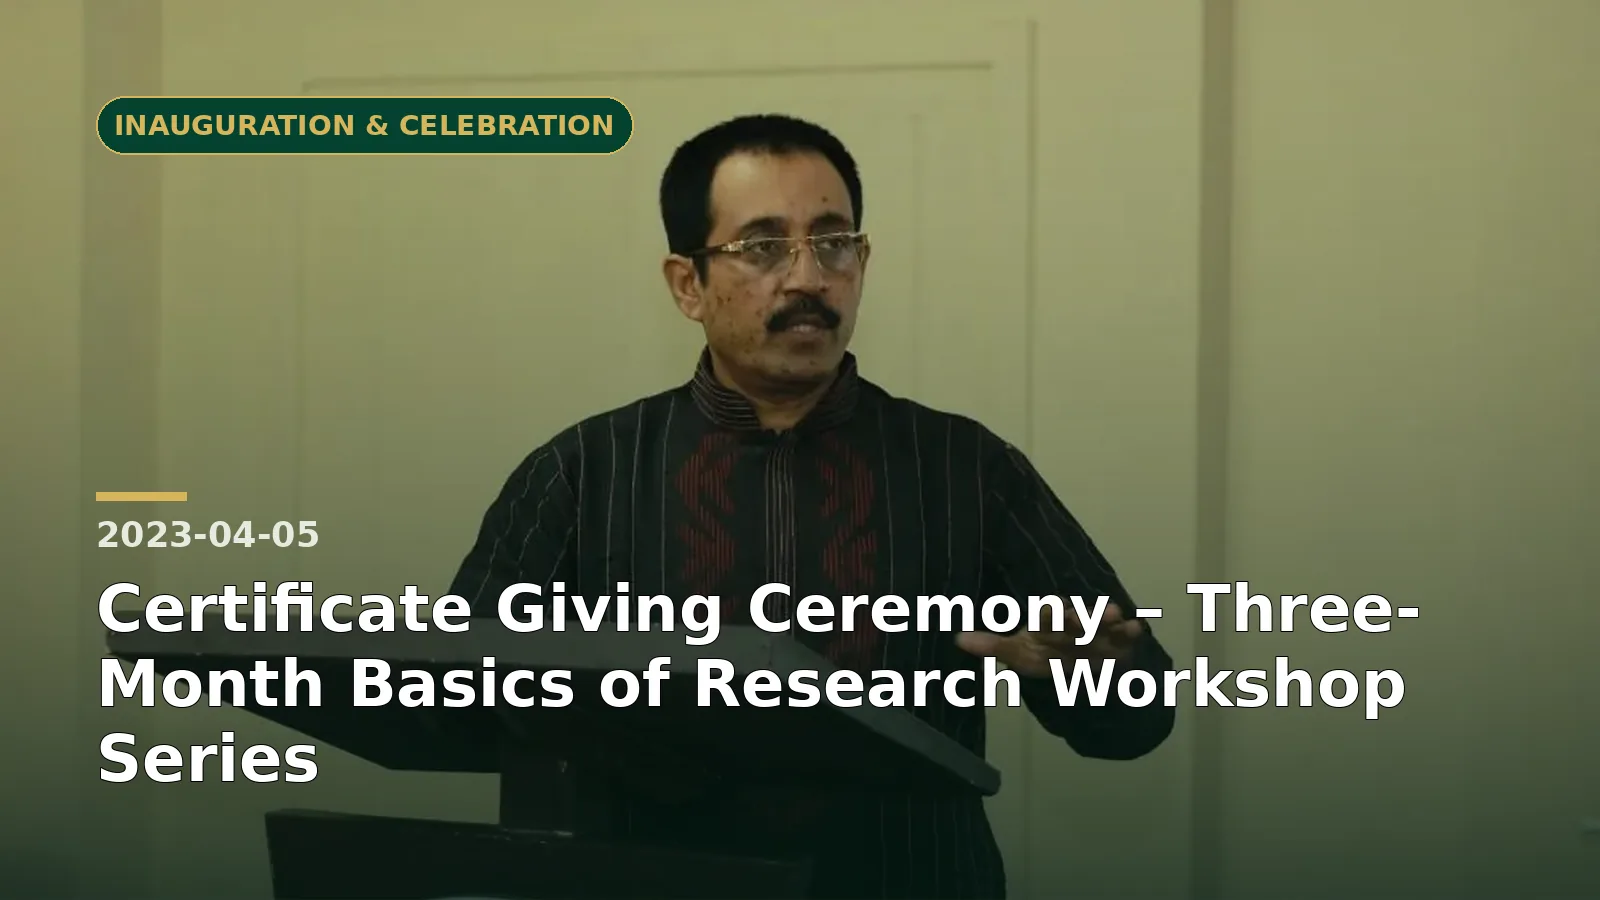 INAUGURATION & CELEBRATION
2023-04-05
Certificate Giving Ceremony – Three-
Month Basics of Research Workshop
Series